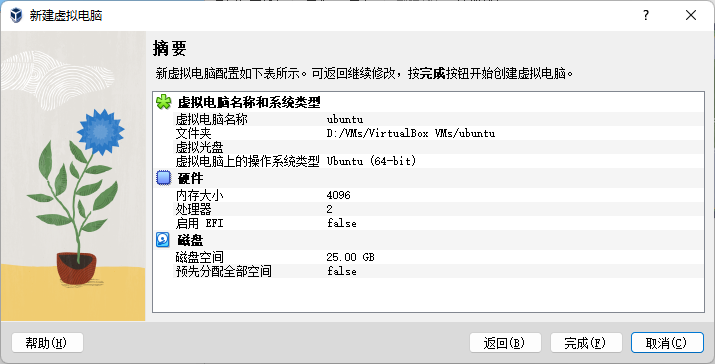 新建虚拟电脑
?
摘要
新虚拟电脑配置如下表所示。可返回继续修改，按完成按钮开始创建虚拟电脑。
虚拟电脑名称和系统类型
虚拟电脑名称 ubuntu
文件夹 D:/VMs/VirtualBox VMs/ubuntu
虚拟光盘
虚拟电脑上的操作系统类型 Ubuntu (64-bit)
硬件
内存大小 4096
处理器 2
启用 EFI false
磁盘
磁盘空间 25.00 GB
预先分配全部空间 false
帮助(H) 返回(B) 完成(F) 取消(C)